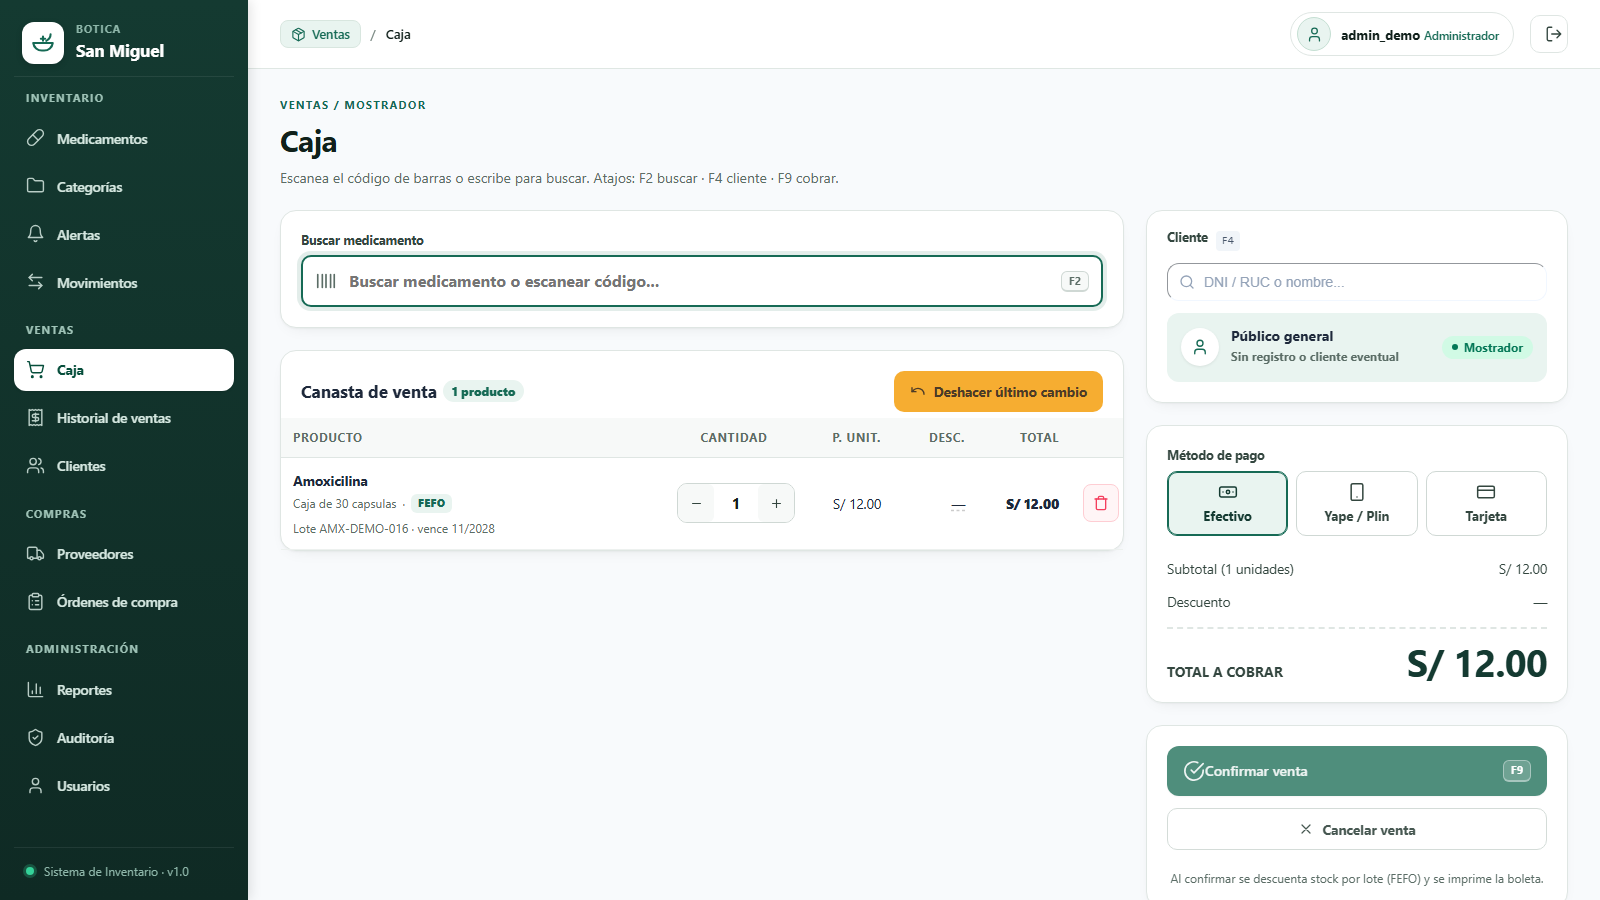 BOTICA
San Miguel
INVENTARIO
Medicamentos
Categorías
Alertas
Movimientos
VENTAS
Caja
Historial de ventas
Clientes
COMPRAS
Proveedores
Órdenes de compra
ADMINISTRACIÓN
Reportes
Auditoría
Usuarios
Sistema de Inventario · v1.0
Ventas / Caja
admin_demo Administrador
VENTAS / MOSTRADOR
Caja
Escanea el código de barras o escribe para buscar. Atajos: F2 buscar · F4 cliente · F9 cobrar.
Buscar medicamento
Buscar medicamento o escanear código... F2
Canasta de venta 1 producto
Deshacer último cambio
PRODUCTO CANTIDAD P. UNIT. DESC. TOTAL
Amoxicilina
Caja de 30 capsulas · FEFO
Lote AMX-DEMO-016 · vence 11/2028
− 1 + S/ 12.00 — S/ 12.00
Cliente F4
DNI / RUC o nombre...
Público general
Sin registro o cliente eventual
Mostrador
Método de pago
Efectivo
Yape / Plin
Tarjeta
Subtotal (1 unidades) S/ 12.00
Descuento —
TOTAL A COBRAR S/ 12.00
Confirmar venta F9
Cancelar venta
Al confirmar se descuenta stock por lote (FEFO) y se imprime la boleta.